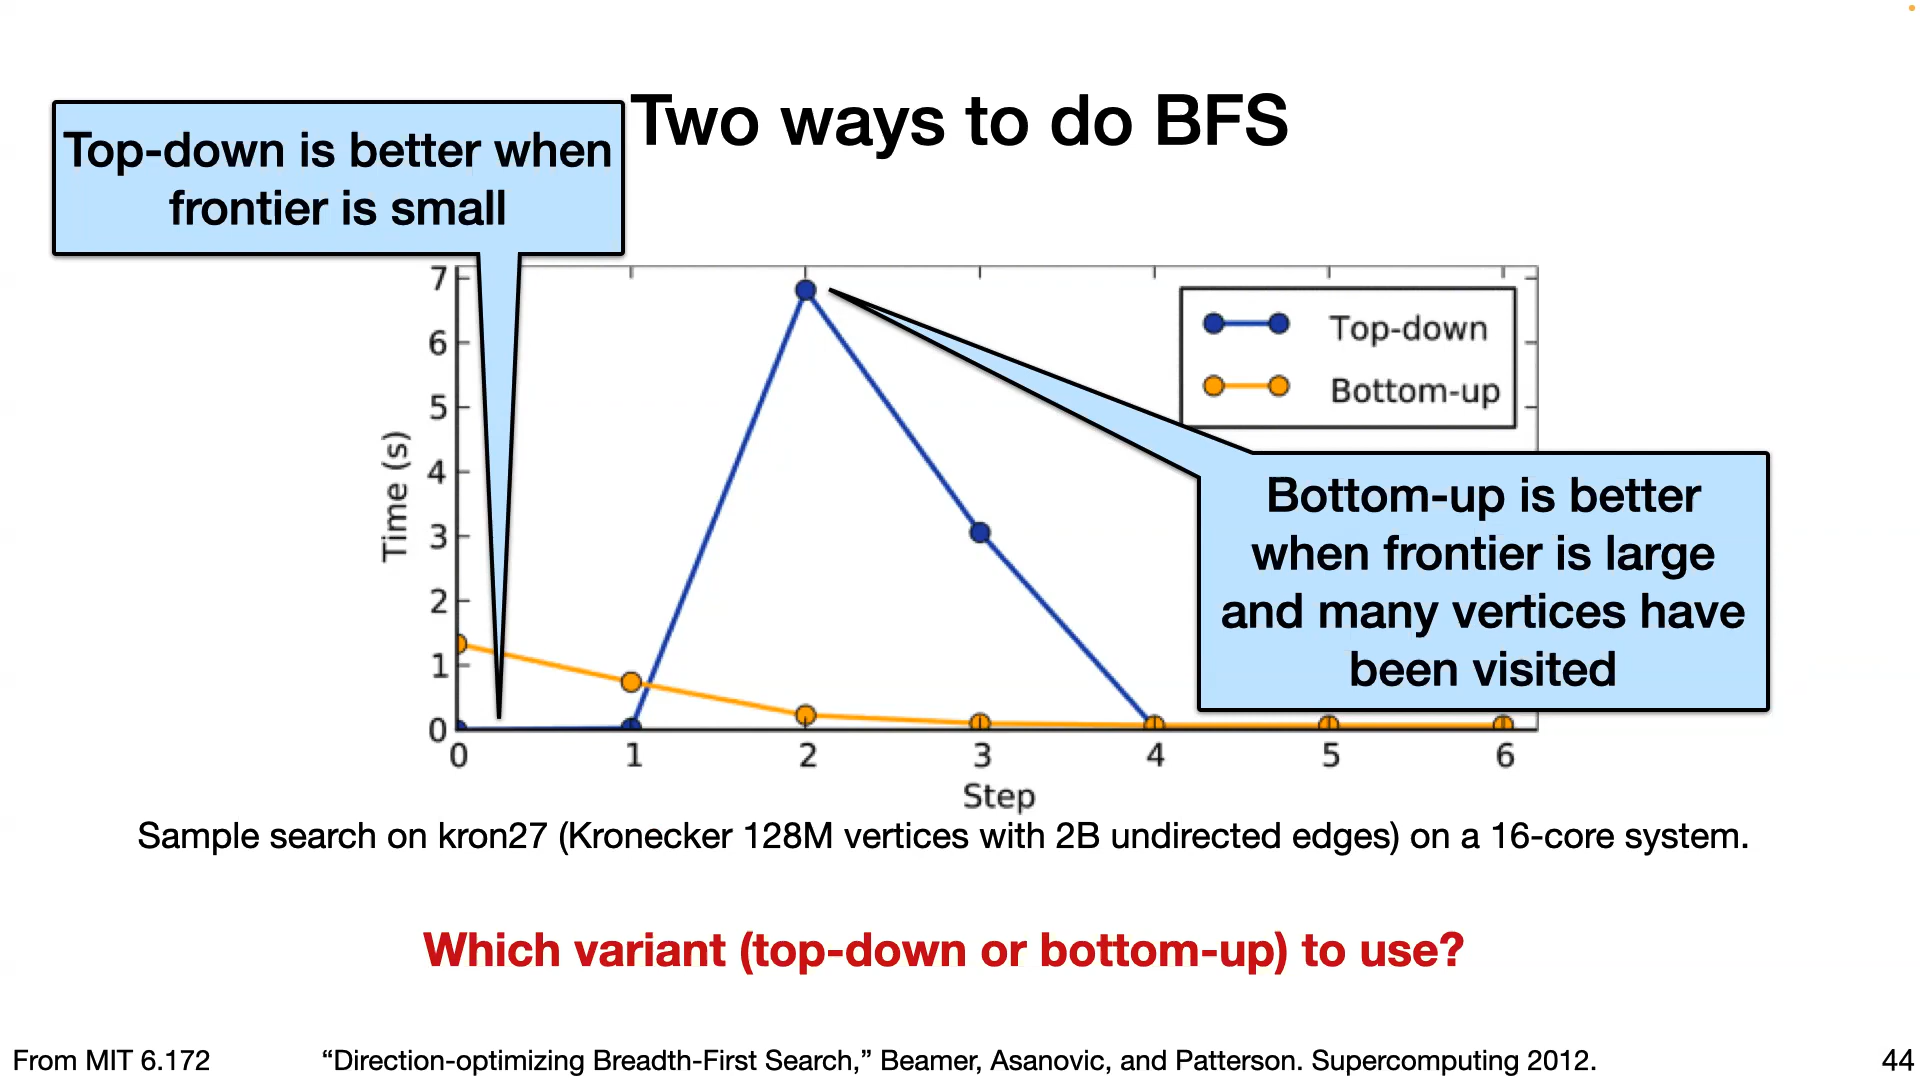 Two ways to do BFS
Top-down is better when
frontier is small
7
6
5
4
3
2
1
0
Time (s)
Top-down
Bottom-up
Bottom-up is better
when frontier is large
and many vertices have
been visited
0 1 2 3 4 5 6
Step
Sample search on kron27 (Kronecker 128M vertices with 2B undirected edges) on a 16-core system.
Which variant (top-down or bottom-up) to use?
From MIT 6.172
“Direction-optimizing Breadth-First Search,” Beamer, Asanovic, and Patterson. Supercomputing 2012.
44